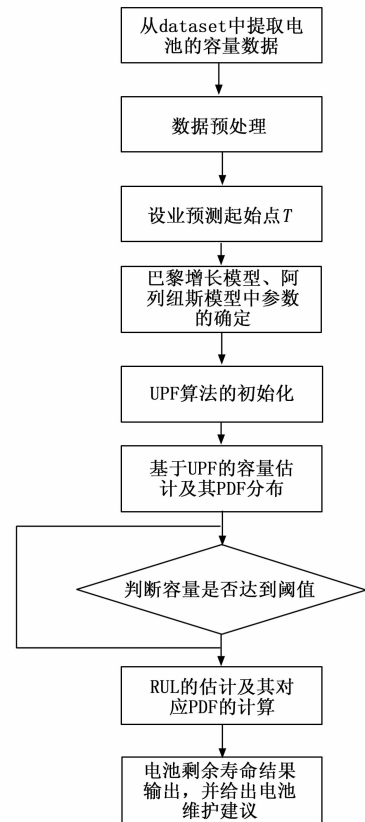 从dataset中提取电
池的容量数据
数据预处理
设业预测起始点T
巴黎增长模型、阿
列纽斯模型中参数
的确定
UPF算法的初始化
基于UPF的容量估
计及其PDF分布
判断容量是否达到阈值
RUL的估计及其对
应PDF的计算
电池剩余寿命结果
输出，并给出电池
维护建议